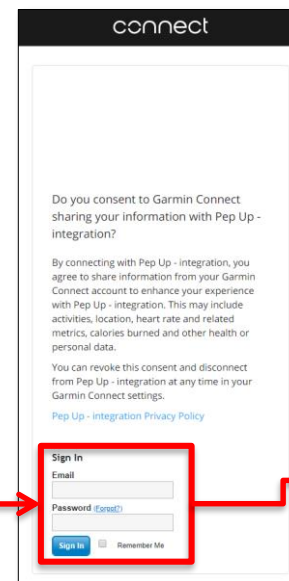 connect
Do you consent to Garmin Connect
sharing your information with Pep Up -
integration?
By connecting with Pep Up - integration, you
agree to share information from your Garmin
Connect account to enhance your experience
with Pep Up - integration. This may include
activities, location, heart rate and related
metrics, calories burned and other health or
personal data.
You can revoke this consent and disconnect
from Pep Up - integration at any time in your
Garmin Connect settings.
Pep Up - integration Privacy Policy
Sign In
Email
Password (Forgot?)
Sign In Remember Me